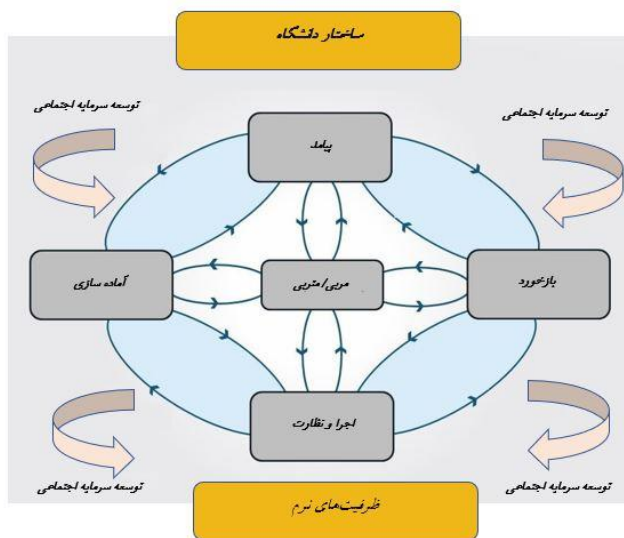 ساختار دانشگاه
توسعه سرمایه اجتماعی
توسعه سرمایه اجتماعی
پیامد
بازخورد
مربی/متربی
آماده سازی
اجرا و نظارت
توسعه سرمایه اجتماعی
توسعه سرمایه اجتماعی
ظرفیت‌های نرم